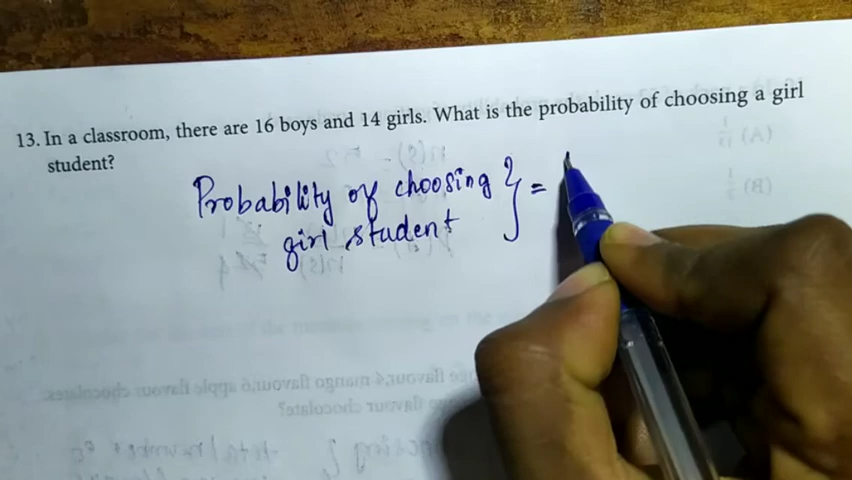 13. In a classroom, there are 16 boys and 14 girls. What is the probability of choosing a girl
student?
Probability of choosing } =
girl student